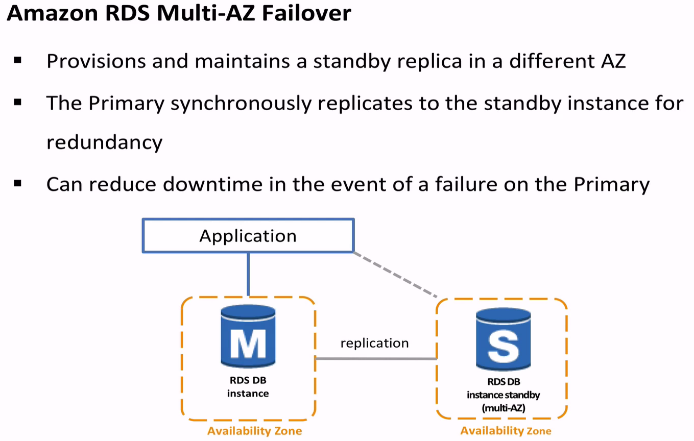 Amazon RDS Multi-AZ Failover
▪ Provisions and maintains a standby replica in a different AZ
▪ The Primary synchronously replicates to the standby instance for
redundancy
▪ Can reduce downtime in the event of a failure on the Primary
Application
M
RDS DB
instance
Availability Zone
replication
S
RDS DB
instance standby
(multi-AZ)
Availability Zone